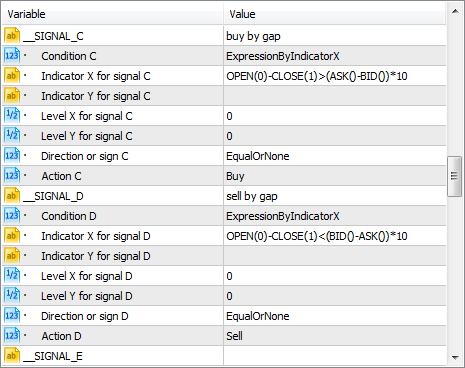 Variable Value
ab __SIGNAL_C buy by gap
123 Condition C ExpressionByIndicatorX
ab Indicator X for signal C OPEN(0)-CLOSE(1)>(ASK()-BID())*10
ab Indicator Y for signal C
1/2 Level X for signal C 0
1/2 Level Y for signal C 0
123 Direction or sign C EqualOrNone
123 Action C Buy
ab __SIGNAL_D sell by gap
123 Condition D ExpressionByIndicatorX
ab Indicator X for signal D OPEN(0)-CLOSE(1)<(BID()-ASK())*10
ab Indicator Y for signal D
1/2 Level X for signal D 0
1/2 Level Y for signal D 0
123 Direction or sign D EqualOrNone
123 Action D Sell
ab __SIGNAL_E